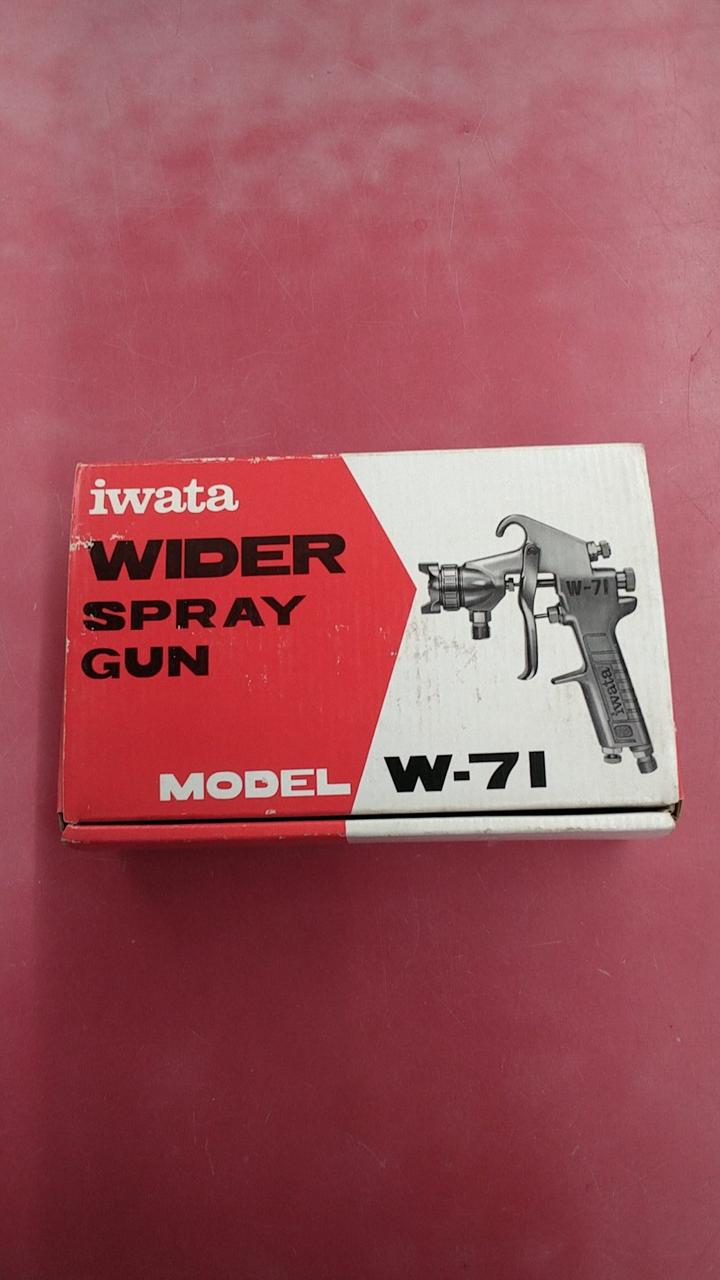 iwata
WIDER
SPRAY
GUN
MODEL W-71
W-71
iwata